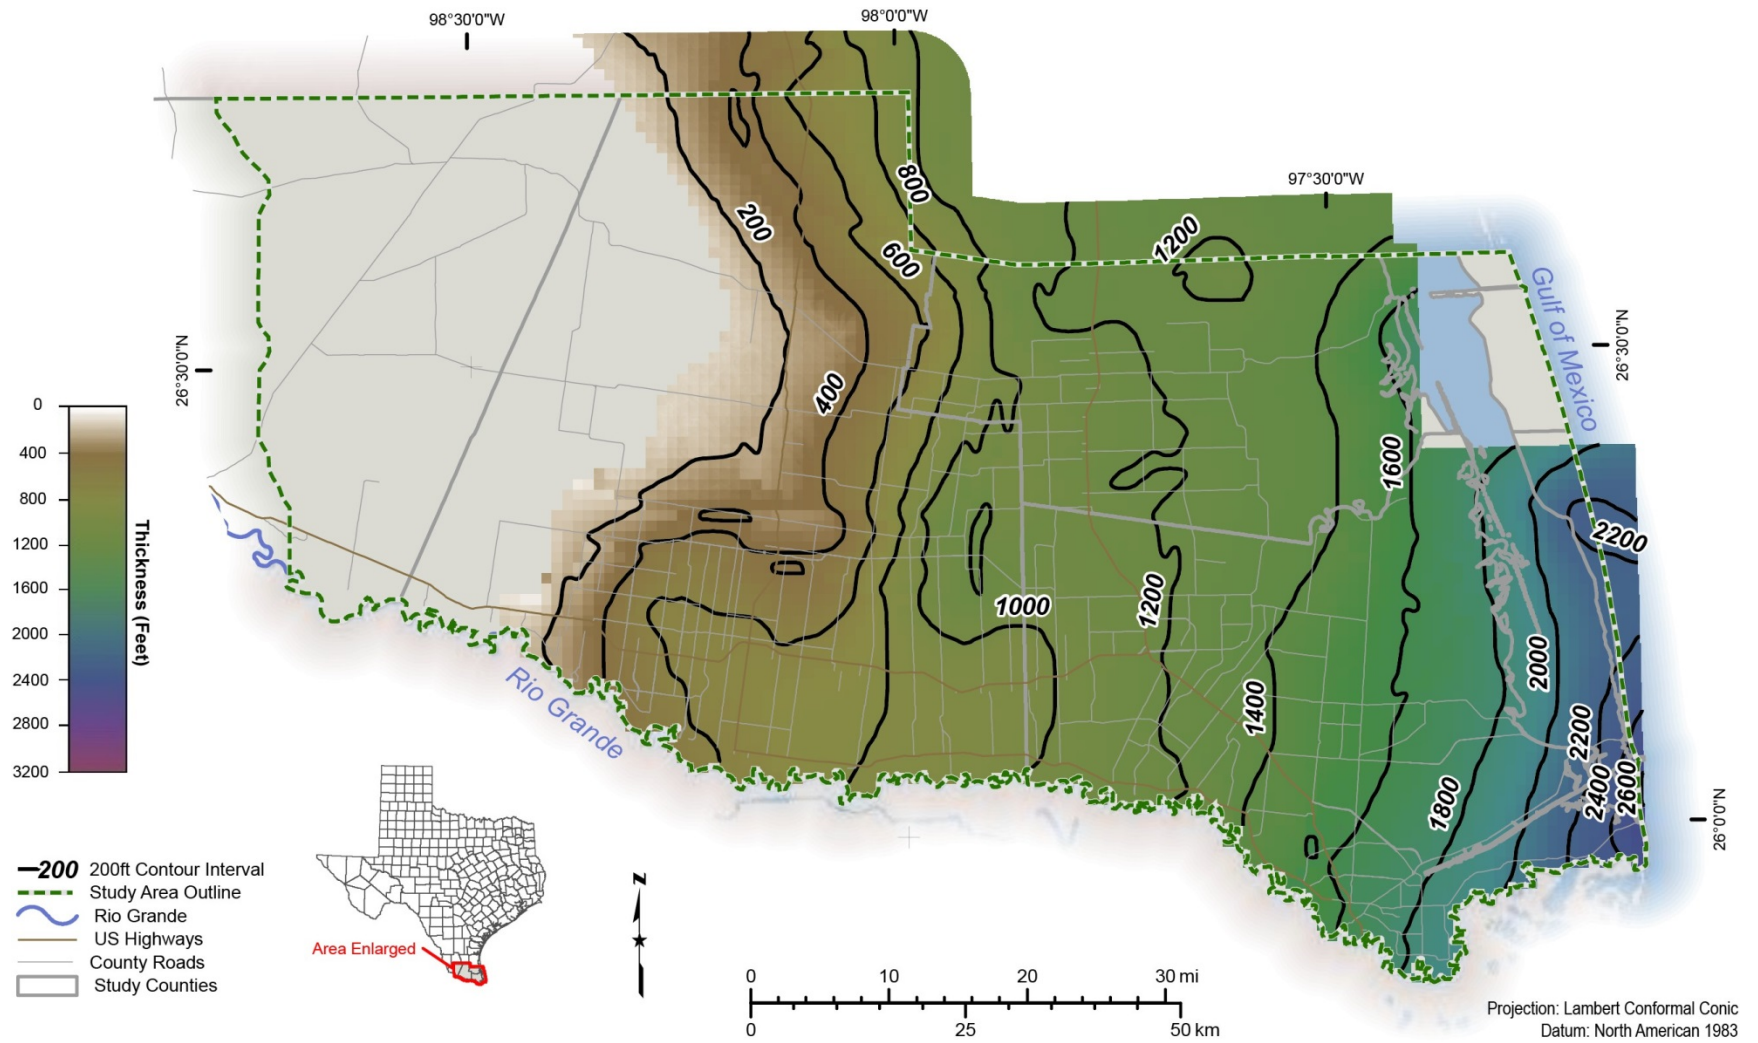 98°30'0"W
98°0'0"W
97°30'0"W
26°30'0"N
26°30'0"N
26°0'0"N
200
400
600
800
1200
1000
1200
1400
1600
1800
2000
2200
2200
2400
2600
Gulf of Mexico
Rio Grande
0
400
800
1200
1600
2000
2400
2800
3200
Thickness (Feet)
200 200ft Contour Interval
Study Area Outline
Rio Grande
US Highways
County Roads
Study Counties
Area Enlarged
N
0 10 20 30 mi
0 25 50 km
Projection: Lambert Conformal Conic
Datum: North American 1983